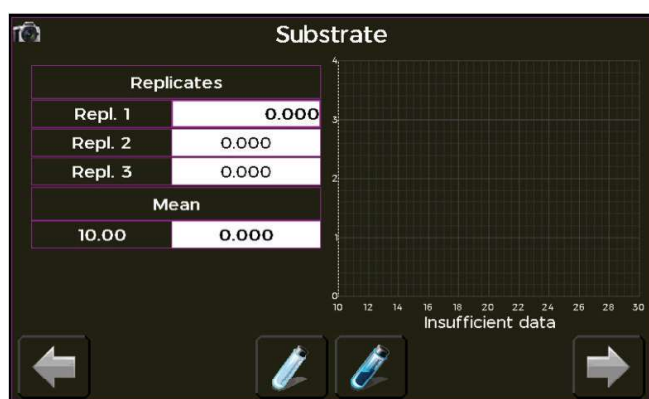 Substrate
Replicates
Repl. 1 0.000
Repl. 2 0.000
Repl. 3 0.000
Mean
10.00 0.000
4
3
2
1
0
10 12 14 16 18 20 22 24 26 28 30
Insufficient data